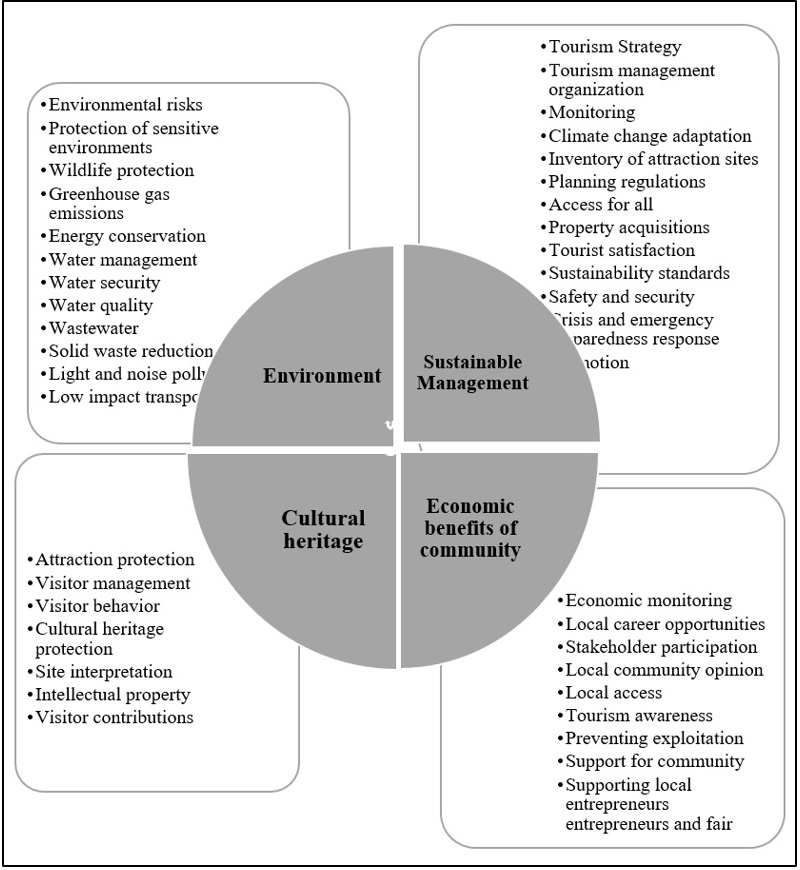 •Environmental risks
•Protection of sensitive
environments
•Wildlife protection
•Greenhouse gas
emissions
•Energy conservation
•Water management
•Water security
•Water quality
•Wastewater
•Solid waste reduction
•Light and noise
•Low impact
•Tourism Strategy
•Tourism management
organization
•Monitoring
•Climate change adaptation
•Inventory of attraction sites
•Planning regulations
•Access for all
•Property acquisitions
•Tourist satisfaction
•Sustainability standards
•Safety and security
and emergency
response
Environment
Sustainable
Management
Cultural
heritage
Economic
benefits of
community
•Attraction protection
•Visitor management
•Visitor behavior
•Cultural heritage
protection
•Site interpretation
•Intellectual property
•Visitor contributions
•Economic monitoring
•Local career opportunities
•Stakeholder participation
•Local community opinion
•Local access
•Tourism awareness
•Preventing exploitation
•Support for community
•Supporting local
entrepreneurs
entrepreneurs and fair